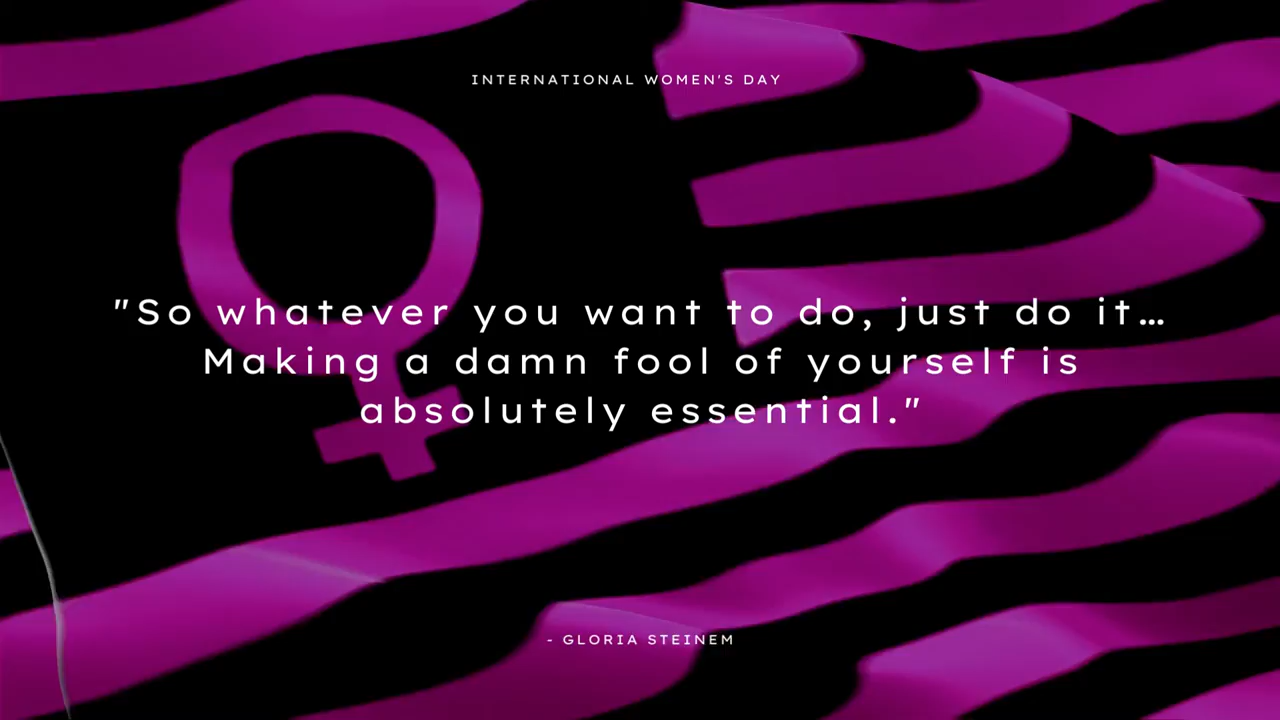 INTERNATIONAL WOMEN'S DAY
"So whatever you want to do, just do it…
Making a damn fool of yourself is
absolutely essential."
- GLORIA STEINEM